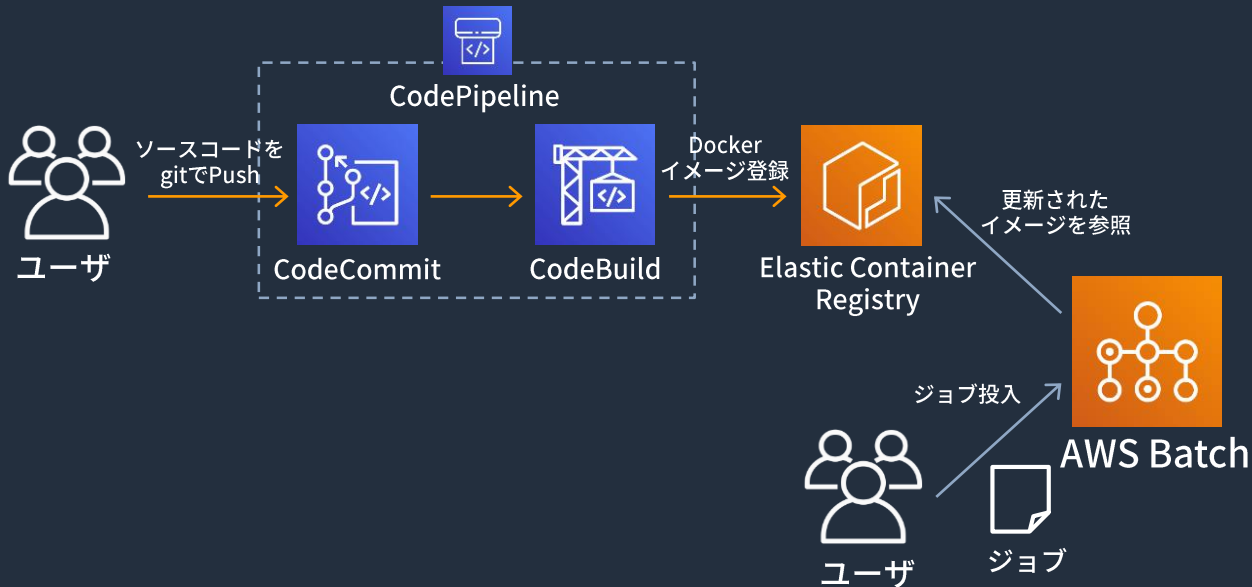 CodePipeline
ソースコードを
gitでPush
Docker
イメージ登録
更新された
イメージを参照
ユーザ
CodeCommit
CodeBuild
Elastic Container
Registry
ジョブ投入
AWS Batch
ジョブ
ユーザ